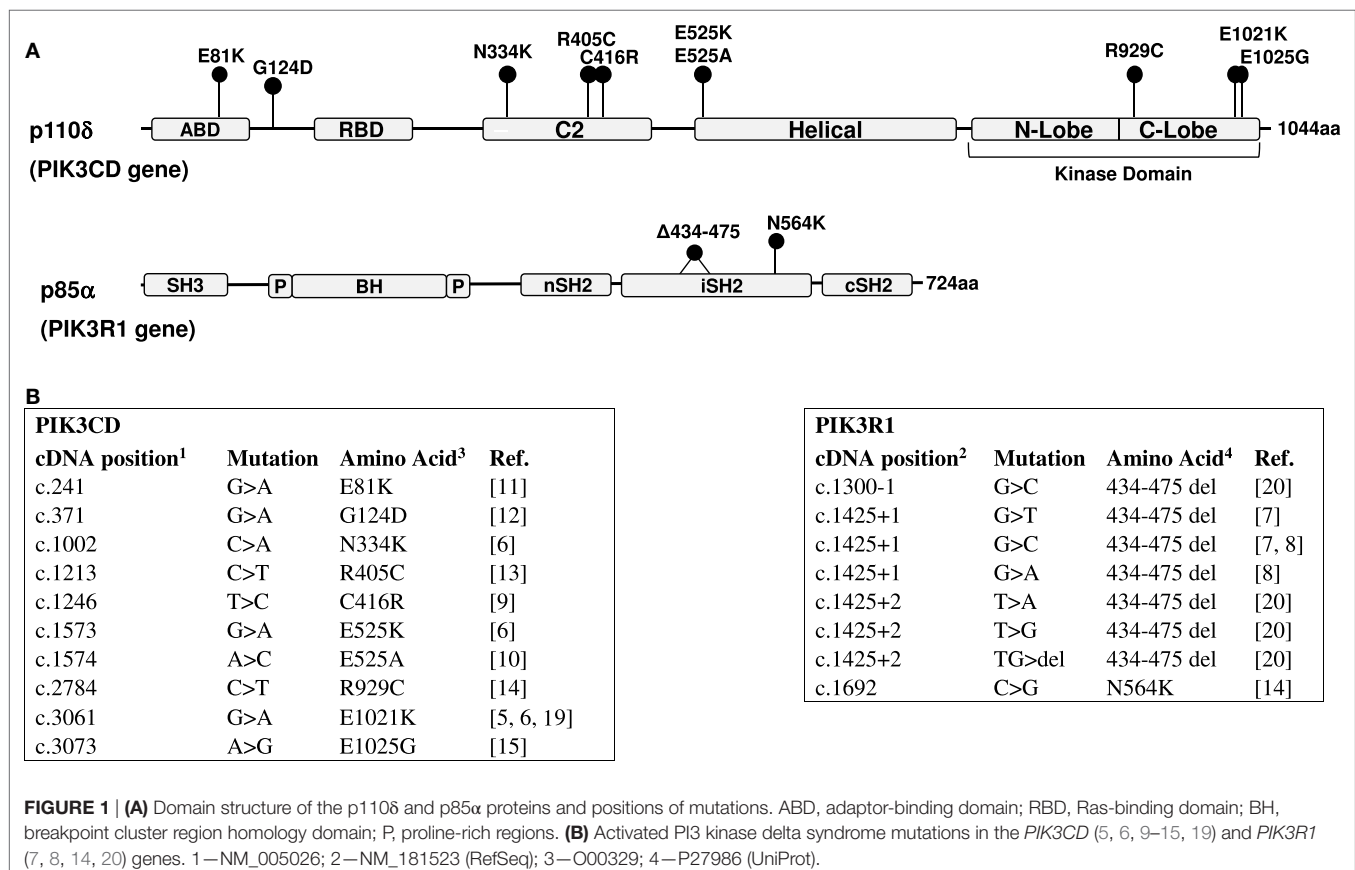 A
E81K
G124D
N334K
R405C
C416R
E525K
E525A
R929C
E1021K
E1025G
p110δ
ABD
RBD
C2
Helical
N-Lobe
C-Lobe
1044aa
(PIK3CD gene)
Kinase Domain
Δ434-475
N564K
p85α
SH3
P
BH
P
nSH2
iSH2
cSH2
724aa
(PIK3R1 gene)
B
PIK3CD
cDNA position¹ Mutation Amino Acid³ Ref.
c.241 G>A E81K [11]
c.371 G>A G124D [12]
c.1002 C>A N334K [6]
c.1213 C>T R405C [13]
c.1246 T>C C416R [9]
c.1573 G>A E525K [6]
c.1574 A>C E525A [10]
c.2784 C>T R929C [14]
c.3061 G>A E1021K [5, 6, 19]
c.3073 A>G E1025G [15]
PIK3R1
cDNA position² Mutation Amino Acid⁴ Ref.
c.1300-1 G>C 434-475 del [20]
c.1425+1 G>T 434-475 del [7]
c.1425+1 G>C 434-475 del [7, 8]
c.1425+1 G>A 434-475 del [8]
c.1425+2 T>A 434-475 del [20]
c.1425+2 T>G 434-475 del [20]
c.1425+2 TG>del 434-475 del [20]
c.1692 C>G N564K [14]
FIGURE 1 | (A) Domain structure of the p110δ and p85α proteins and positions of mutations. ABD, adaptor-binding domain; RBD, Ras-binding domain; BH,
breakpoint cluster region homology domain; P, proline-rich regions. (B) Activated PI3 kinase delta syndrome mutations in the PIK3CD (5, 6, 9–15, 19) and PIK3R1
(7, 8, 14, 20) genes. 1—NM_005026; 2—NM_181523 (RefSeq); 3—O00329; 4—P27986 (UniProt).